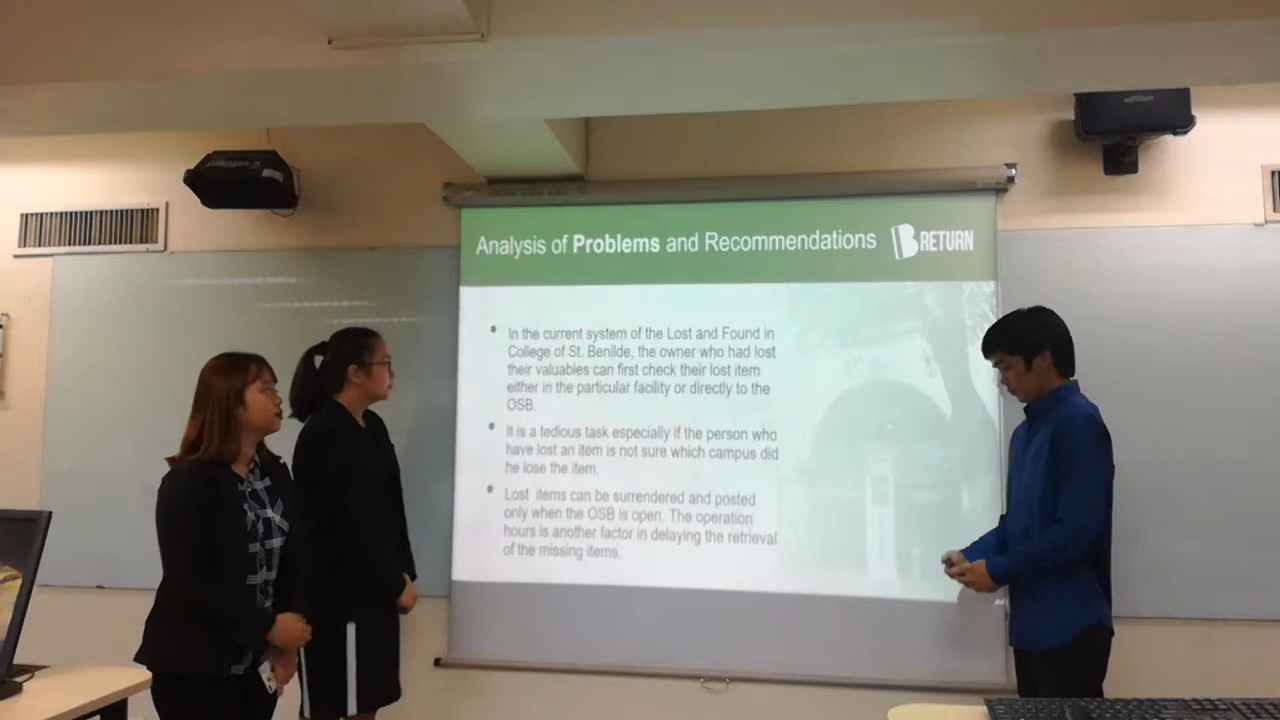 Analysis of Problems and Recommendations
B RETURN
In the current system of the Lost and Found in
College of St. Benilde, the owner who had lost
their valuables can first check their lost item
either in the particular facility or directly to the
OSB.
It is a tedious task especially if the person who
have lost an item is not sure which campus did
he lose the item.
Lost items can be surrendered and posted
only when the OSB is open. The operation
hours is another factor in delaying the retrieval
of the missing items.